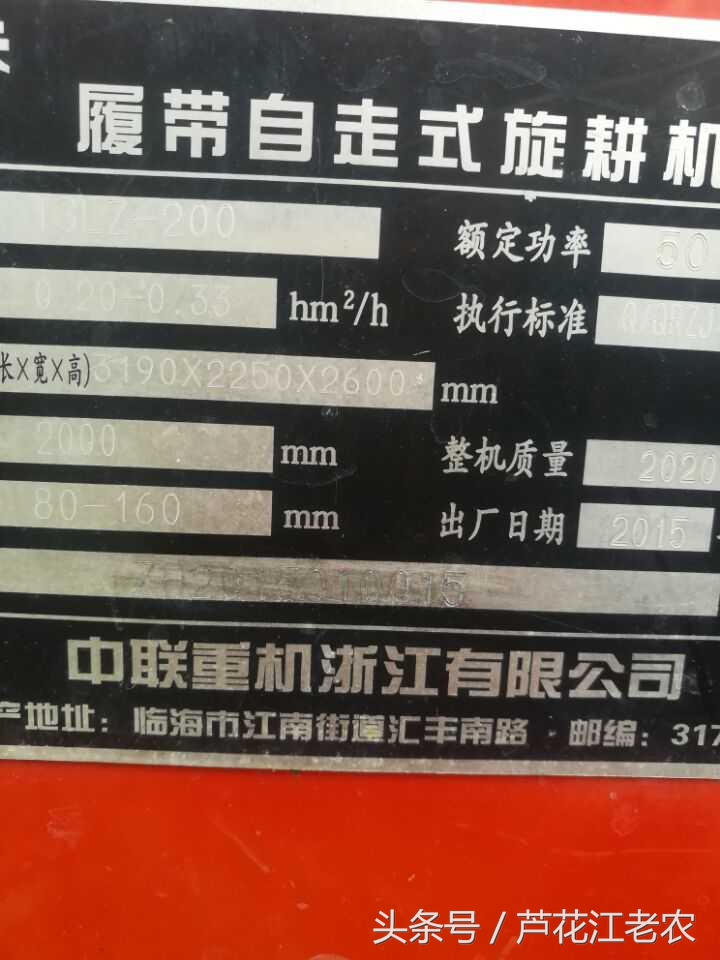 履带自走式旋耕机
1GLZ-200 额定功率 50
0.20-0.33 hm²/h 执行标准 Q/QRZJ
长×宽×高) 3190X2250X2600 mm
2000 mm 整机质量 2020
80-160 mm 出厂日期 2015
中联重机浙江有限公司
产地址：临海市江南街道汇丰南路·邮编：317
头条号／芦花江老农